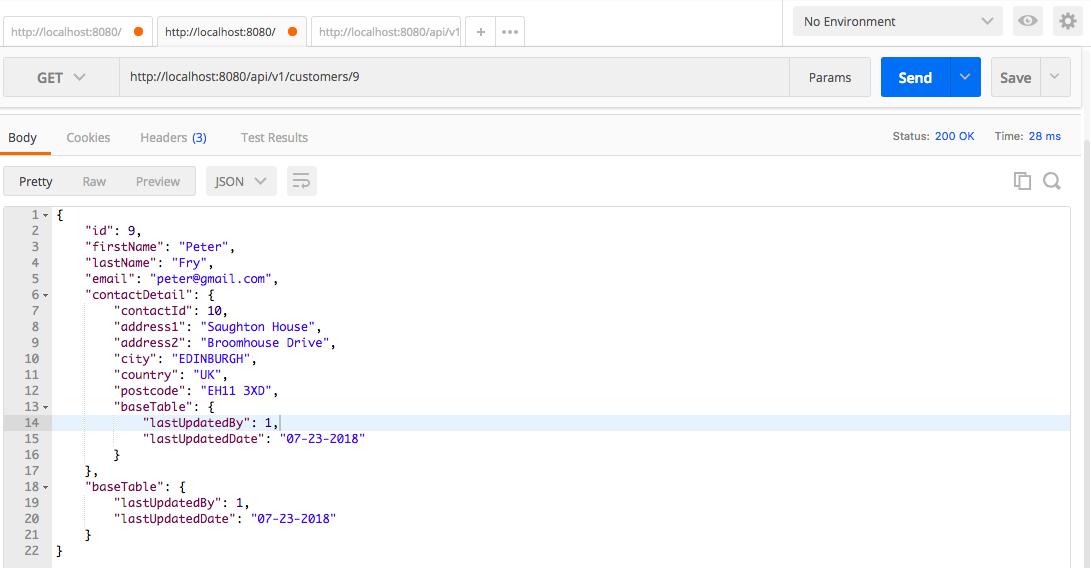 http://localhost:8080/ http://localhost:8080/ http://localhost:8080/api/v1 + ••• No Environment
GET http://localhost:8080/api/v1/customers/9 Params Send Save
Body Cookies Headers (3) Test Results Status: 200 OK Time: 28 ms
Pretty Raw Preview JSON
1 {
2 "id": 9,
3 "firstName": "Peter",
4 "lastName": "Fry",
5 "email": "peter@gmail.com",
6 "contactDetail": {
7 "contactId": 10,
8 "address1": "Saughton House",
9 "address2": "Broomhouse Drive",
10 "city": "EDINBURGH",
11 "country": "UK",
12 "postcode": "EH11 3XD",
13 "baseTable": {
14 "lastUpdatedBy": 1,
15 "lastUpdatedDate": "07-23-2018"
16 }
17 },
18 "baseTable": {
19 "lastUpdatedBy": 1,
20 "lastUpdatedDate": "07-23-2018"
21 }
22 }